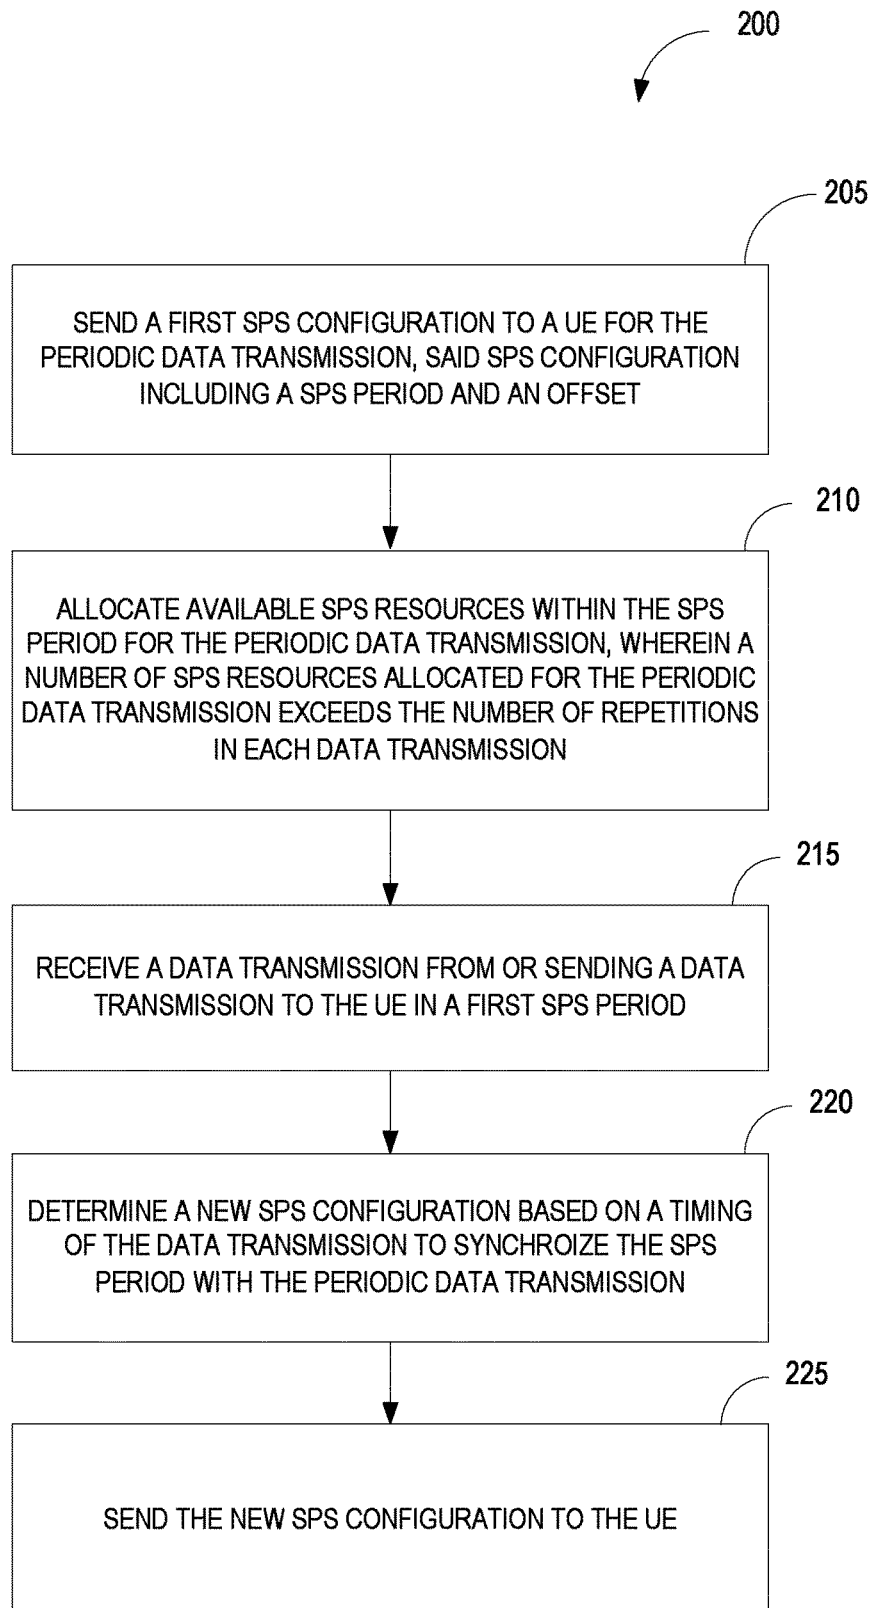 200
205
SEND A FIRST SPS CONFIGURATION TO A UE FOR THE
PERIODIC DATA TRANSMISSION, SAID SPS CONFIGURATION
INCLUDING A SPS PERIOD AND AN OFFSET
210
ALLOCATE AVAILABLE SPS RESOURCES WITHIN THE SPS
PERIOD FOR THE PERIODIC DATA TRANSMISSION, WHEREIN A
NUMBER OF SPS RESOURCES ALLOCATED FOR THE PERIODIC
DATA TRANSMISSION EXCEEDS THE NUMBER OF REPETITIONS
IN EACH DATA TRANSMISSION
215
RECEIVE A DATA TRANSMISSION FROM OR SENDING A DATA
TRANSMISSION TO THE UE IN A FIRST SPS PERIOD
220
DETERMINE A NEW SPS CONFIGURATION BASED ON A TIMING
OF THE DATA TRANSMISSION TO SYNCHROIZE THE SPS
PERIOD WITH THE PERIODIC DATA TRANSMISSION
225
SEND THE NEW SPS CONFIGURATION TO THE UE